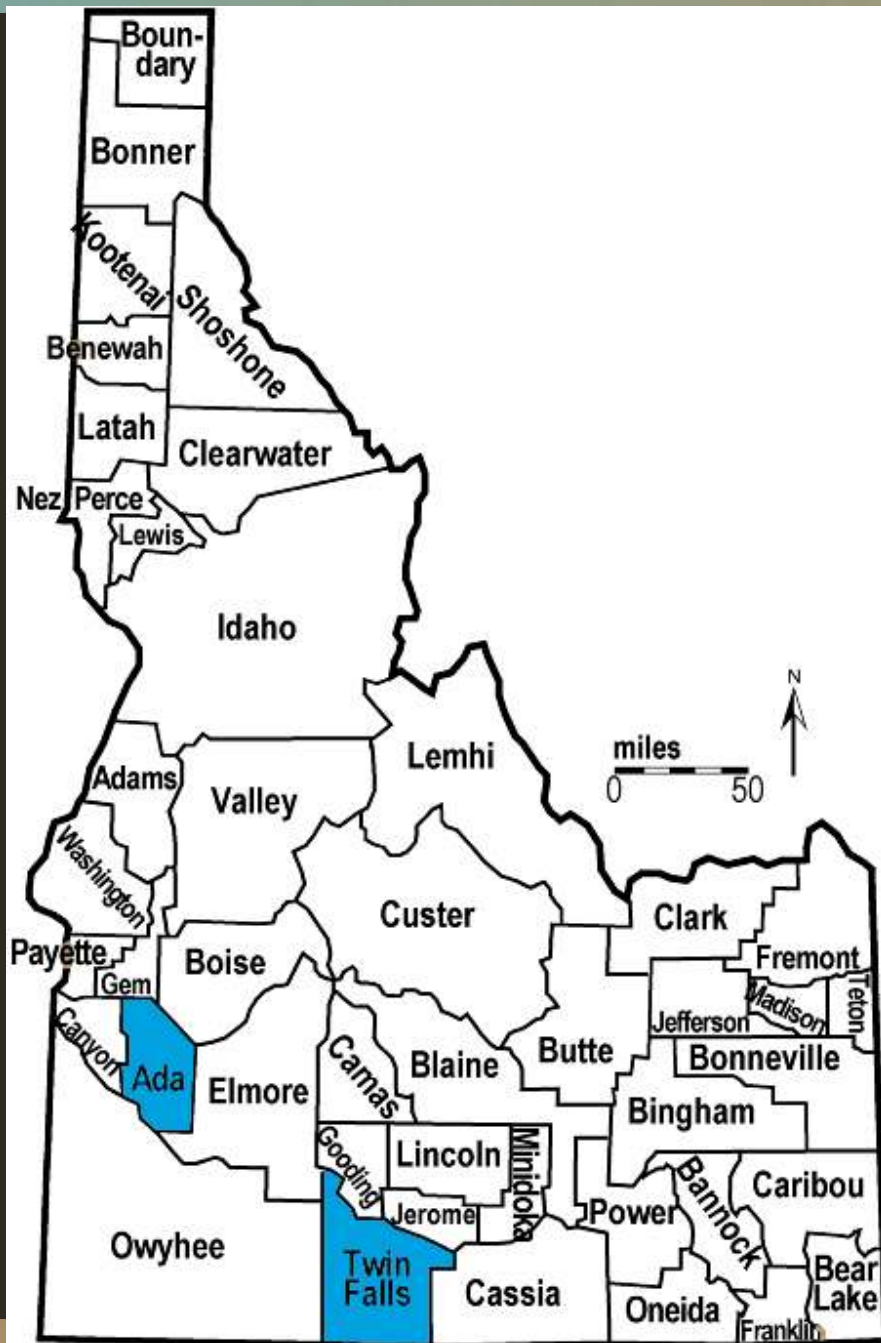 Boun-
dary
Bonner
Kootenai
Shoshone
Benewah
Latah
Clearwater
Nez Perce
Lewis
Idaho
N
miles
0 50
Lemhi
Adams
Valley
Washington
Custer
Clark
Fremont
Payette
Gem
Boise
Jefferson
Madison
Teton
Canyon
Ada
Elmore
Camas
Blaine
Butte
Bonneville
Bingham
Gooding
Lincoln
Minidoka
Jerome
Power
Bannock
Caribou
Owyhee
Twin
Falls
Cassia
Oneida
Franklin
Bear
Lake